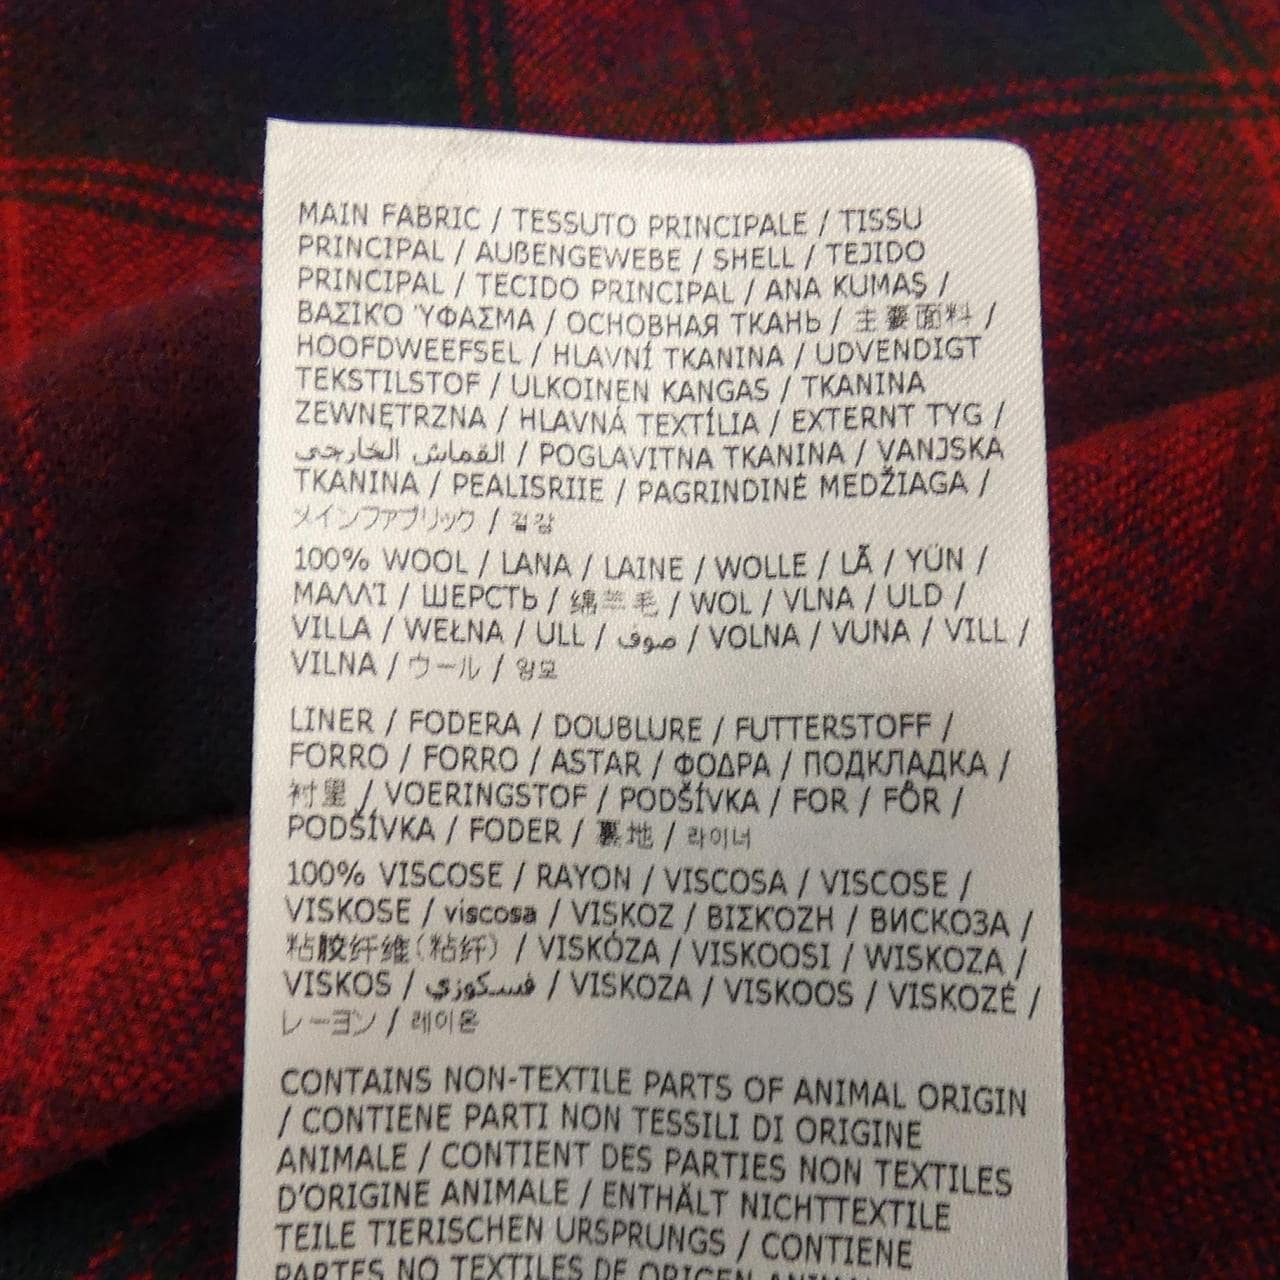 MAIN FABRIC / TESSUTO PRINCIPALE / TISSU
PRINCIPAL / AUßENGEWEBE / SHELL / TEJIDO
PRINCIPAL / TECIDO PRINCIPAL / ANA KUMAŞ /
ΒΑΣΙΚΌ ΎΦΑΣΜΑ / ОСНОВНАЯ ТКАНЬ / 主要面料 /
HOOFDWEEFSEL / HLAVNÍ TKANINA / UDVENDIGT
TEKSTILSTOF / ULKOINEN KANGAS / TKANINA
ZEWNĘTRZNA / HLAVNÁ TEXTÍLIA / EXTERNT TYG /
القماش الخارجي / POGLAVITNA TKANINA / VANJSKA
TKANINA / PEALISRIIE / PAGRINDINĖ MEDŽIAGA /
メインファブリック / 겉감
100% WOOL / LANA / LAINE / WOLLE / LÃ / YÜN /
ΜΑΛΛΊ / ШЕРСТЬ / 绵羊毛 / WOL / VLNA / ULD /
VILLA / WEŁNA / ULL / صوف / VOLNA / VUNA / VILL /
VILNA / ウール / 양모
LINER / FODERA / DOUBLURE / FUTTERSTOFF /
FORRO / FORRO / ASTAR / ΦΟΔΡΑ / ПОДКЛАДКА /
衬里 / VOERINGSTOF / PODŠÍVKA / FOR / FÔR /
PODŠÍVKA / FODER / 裏地 / 라이너
100% VISCOSE / RAYON / VISCOSA / VISCOSE /
VISKOSE / viscosa / VISKOZ / ΒΙΣΚΌΖΗ / ВИСКОЗА /
粘胶纤维(粘纤) / VISKÓZA / VISKOOSI / WISKOZA /
VISKOS / فسكوزي / VISKOZA / VISKOOS / VISKOZĖ /
レーヨン / 레이온
CONTAINS NON-TEXTILE PARTS OF ANIMAL ORIGIN
/ CONTIENE PARTI NON TESSILI DI ORIGINE
ANIMALE / CONTIENT DES PARTIES NON TEXTILES
D'ORIGINE ANIMALE / ENTHÄLT NICHTTEXTILE
TEILE TIERISCHEN URSPRUNGS / CONTIENE
PARTES NO TEXTILES DE ORIGEN ANIMAL